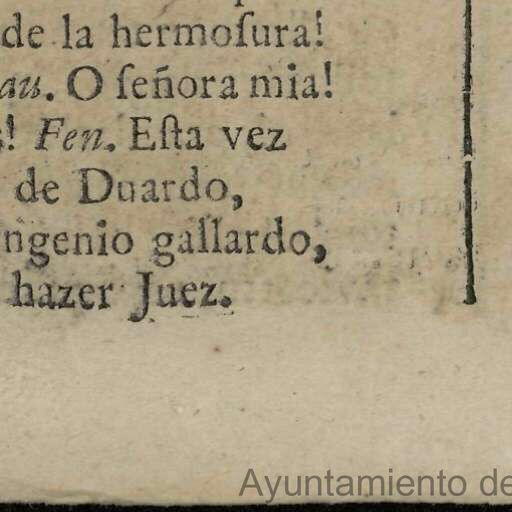 de la hermoſura!
au. O ſeñora mia!
! Fen. Eſta vez
de Duardo,
ngenio gallardo,
hazer Juez.
Ayuntamiento de